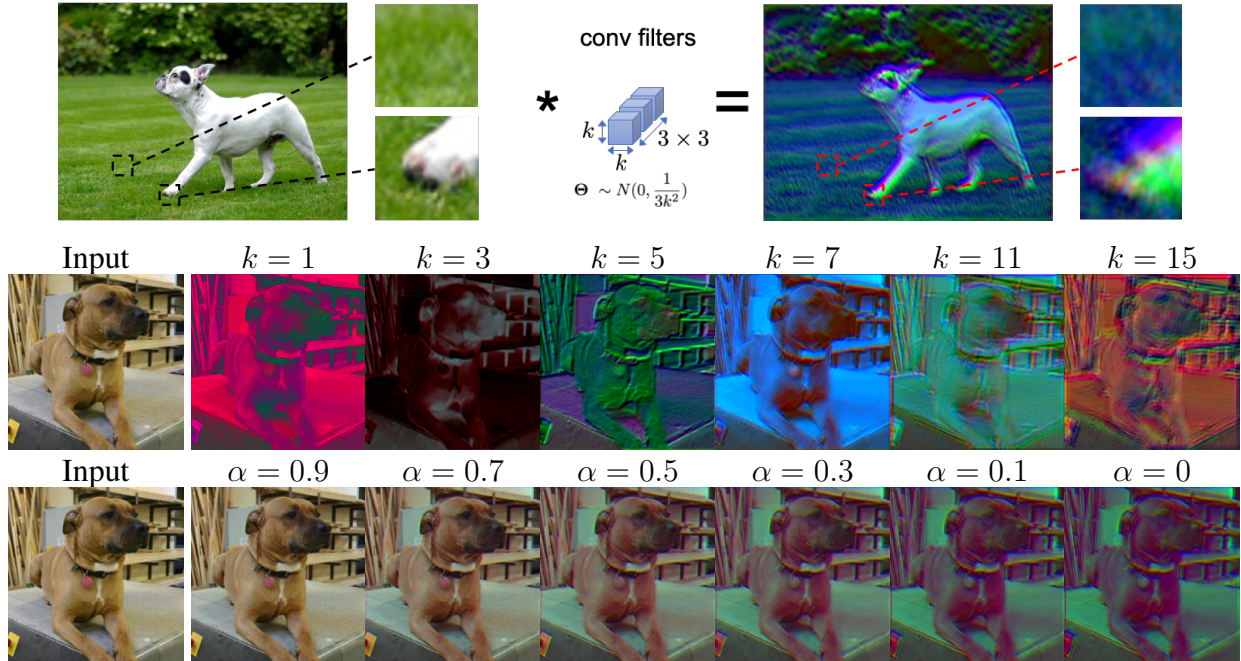 conv filters
*
=
k
k
3 × 3
Θ ∼ N(0, 1/3k²)
Input k = 1 k = 3 k = 5 k = 7 k = 11 k = 15
Input α = 0.9 α = 0.7 α = 0.5 α = 0.3 α = 0.1 α = 0